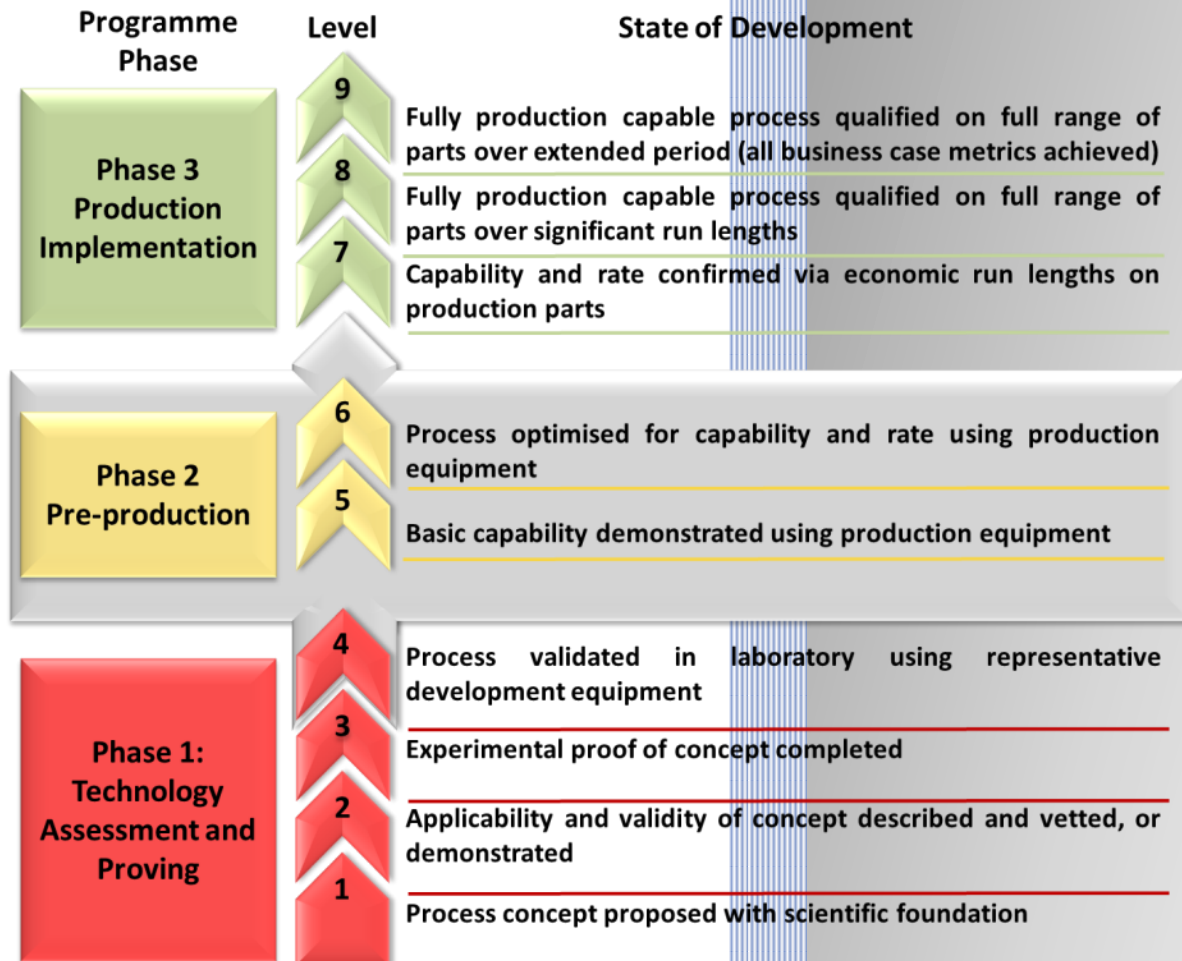 Programme
Phase
Level
State of Development
Phase 3
Production
Implementation
9
Fully production capable process qualified on full range of
parts over extended period (all business case metrics achieved)
8
Fully production capable process qualified on full range of
parts over significant run lengths
7
Capability and rate confirmed via economic run lengths on
production parts
Phase 2
Pre-production
6
Process optimised for capability and rate using production
equipment
5
Basic capability demonstrated using production equipment
Phase 1:
Technology
Assessment and
Proving
4
Process validated in laboratory using representative
development equipment
3
Experimental proof of concept completed
2
Applicability and validity of concept described and vetted, or
demonstrated
1
Process concept proposed with scientific foundation